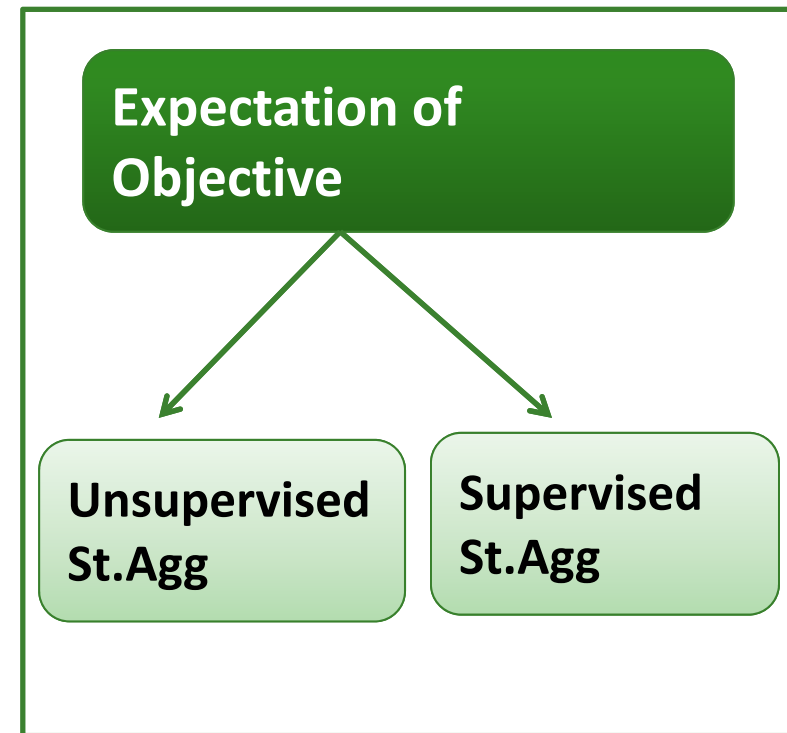 Expectation of
Objective
Unsupervised
St.Agg
Supervised
St.Agg